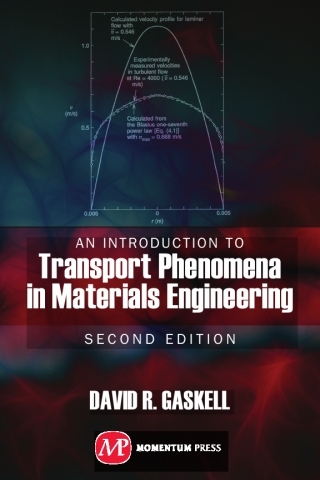 Calculated velocity profile for laminar
flow with
v̄ = 0.546
m/s
1.0
Experimentally
measured velocities
in turbulent flow
at Re = 4000 ( v̄ = 0.546
m/s)
v
(m/s)
Calculated from
the Blasius one-seventh
power law [Eq. (4.1)]
with vmax = 0.668 m/s
0.5
0.005
0
0.005
r (m)
AN INTRODUCTION TO
Transport Phenomena
in Materials Engineering
SECOND EDITION
DAVID R. GASKELL
MP MOMENTUM PRESS